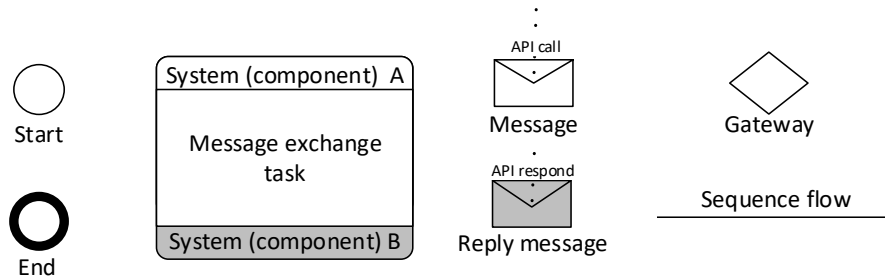 Start
End
System (component) A
Message exchange
task
System (component) B
API call
Message
API respond
Reply message
Gateway
Sequence flow